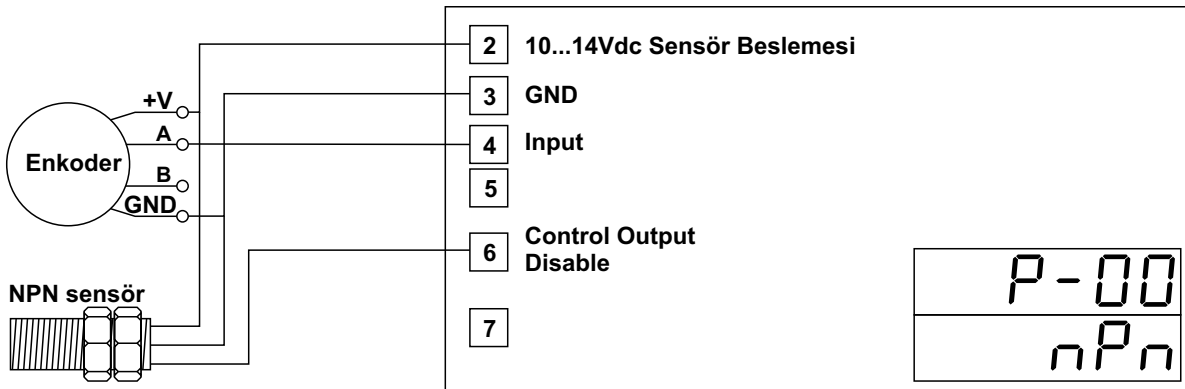 2 10...14Vdc Sensör Beslemesi
3 GND
+V
A
4 Input
Enkoder
B
5
GND
6 Control Output
Disable
P-00
NPN sensör
7
nPn